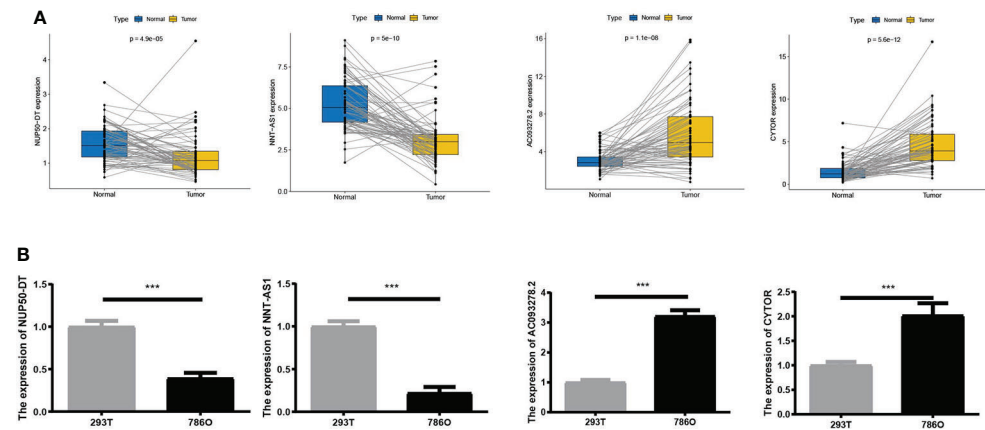 A
Type Normal Tumor
p = 4.9e-05
NUP50-DT expression
4
3
2
1
Normal Tumor
Type Normal Tumor
p = 5e-10
NNT-AS1 expression
7.5
5.0
2.5
0.0
Normal Tumor
Type Normal Tumor
p = 1.1e-08
AC093278.2 expression
16
12
8
4
Normal Tumor
Type Normal Tumor
p = 5.6e-12
CYTOR expression
15
10
5
0
Normal Tumor
B
The expression of NUP50-DT
1.5
1.0
0.5
0.0
***
293T 786O
The expression of NNT-AS1
1.5
1.0
0.5
0.0
***
293T 786O
The expression of AC093278.2
4
3
2
1
0
***
293T 786O
The expression of CYTOR
2.5
2.0
1.5
1.0
0.5
0.0
***
293T 786O